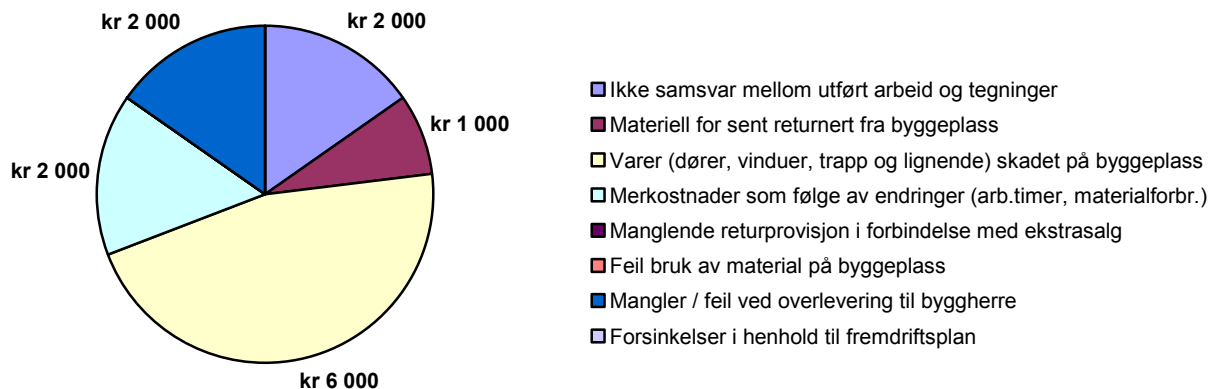 kr 2 000
kr 2 000
kr 1 000
kr 2 000
kr 6 000
Ikke samsvar mellom utført arbeid og tegninger
Materiell for sent returnert fra byggeplass
Varer (dører, vinduer, trapp og lignende) skadet på byggeplass
Merkostnader som følge av endringer (arb.timer, materialforbr.)
Manglende returprovisjon i forbindelse med ekstrasalg
Feil bruk av material på byggeplass
Mangler / feil ved overlevering til byggherre
Forsinkelser i henhold til fremdriftsplan